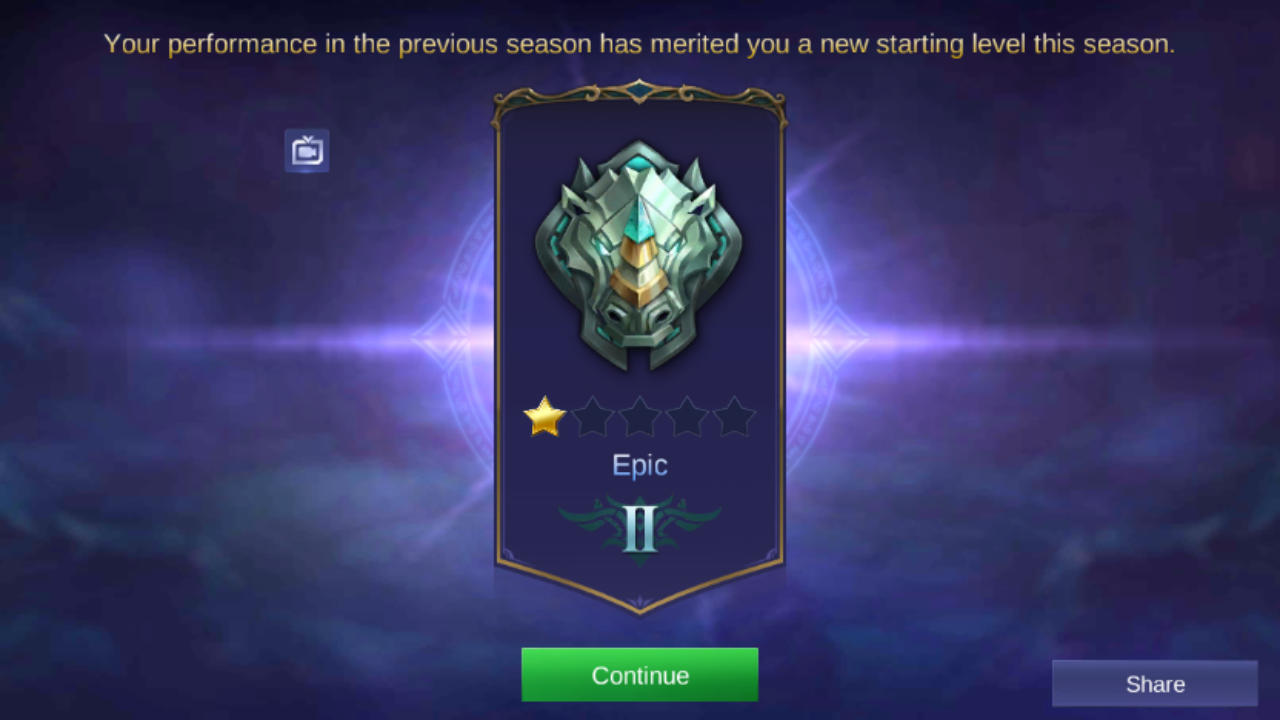 Your performance in the previous season has merited you a new starting level this season.
Epic
II
Continue
Share